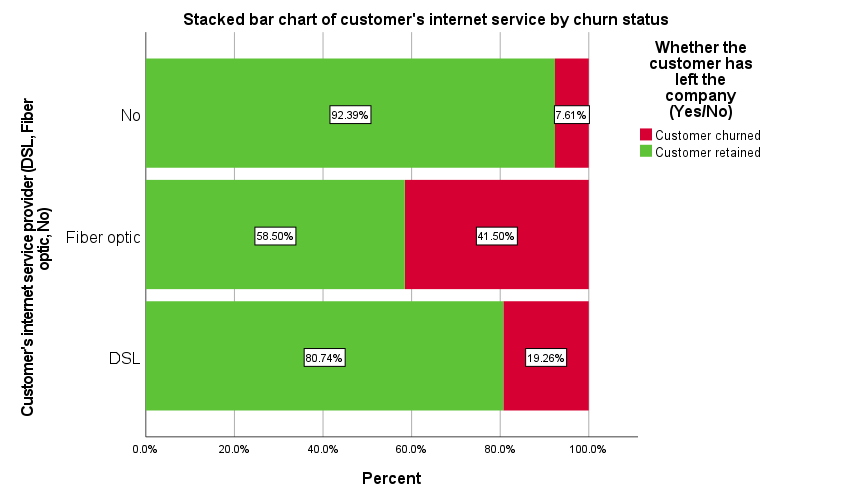 Stacked bar chart of customer's internet service by churn status
Whether the
customer has
left the
company
(Yes/No)
Customer churned
Customer retained
Customer's internet service provider (DSL, Fiber
optic, No)
No
92.39%
7.61%
Fiber optic
58.50%
41.50%
DSL
80.74%
19.26%
0.0%
20.0%
40.0%
60.0%
80.0%
100.0%
Percent